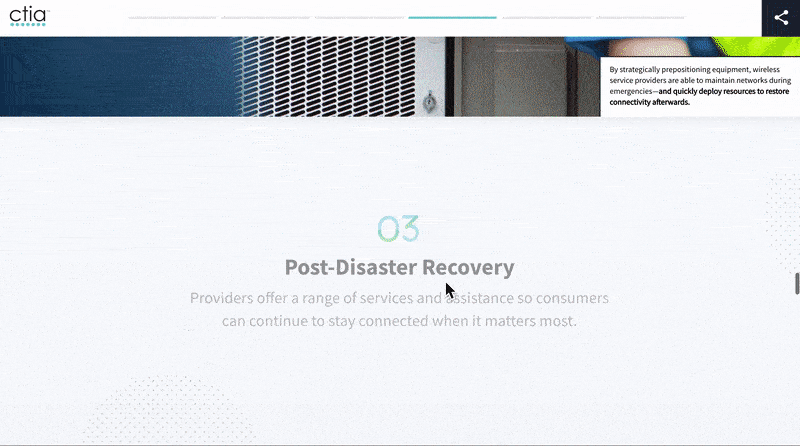 ctia
By strategically prepositioning equipment, wireless
service providers are able to maintain networks during
emergencies—and quickly deploy resources to restore
connectivity afterwards.
03
Post-Disaster Recovery
Providers offer a range of services and assistance so consumers
can continue to stay connected when it matters most.